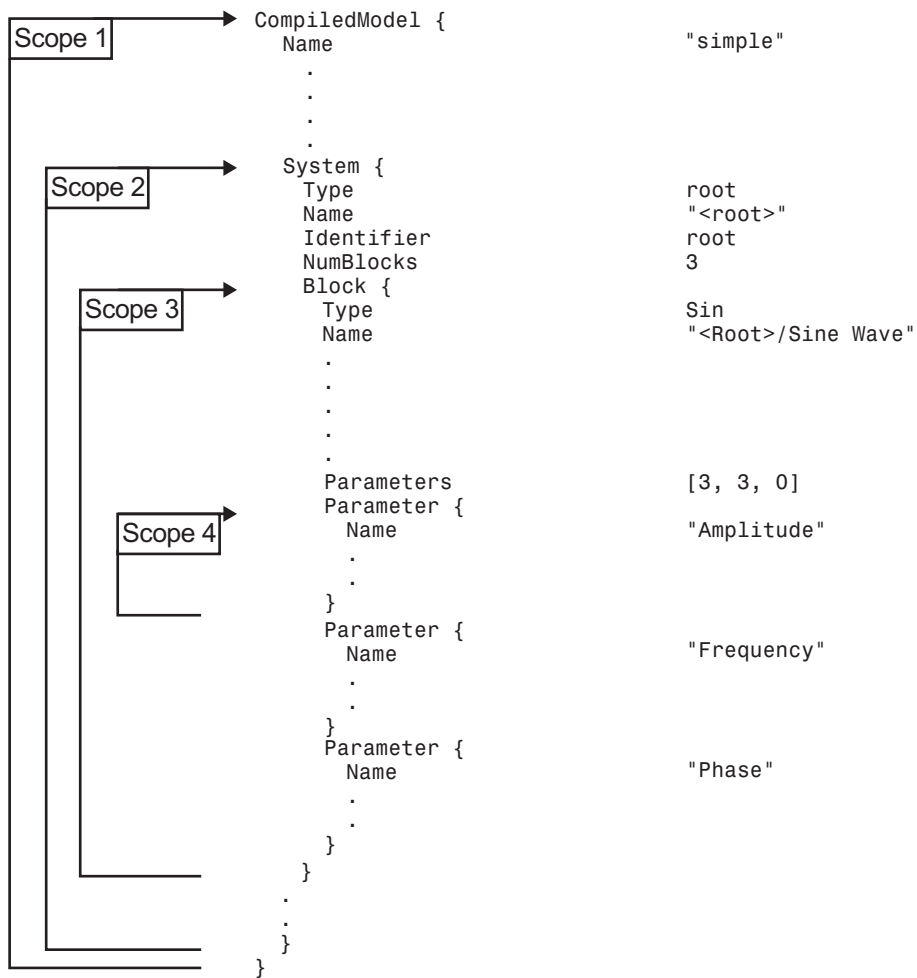 Scope 1
CompiledModel {
Name "simple"
.
.
.
.
Scope 2
System {
Type root
Name "<root>"
Identifier root
NumBlocks 3
Scope 3
Block {
Type Sin
Name "<Root>/Sine Wave"
.
.
.
.
.
Parameters [3, 3, 0]
Scope 4
Parameter {
Name "Amplitude"
.
.
}
Parameter {
Name "Frequency"
.
.
}
Parameter {
Name "Phase"
.
.
}
}
.
.
}
}